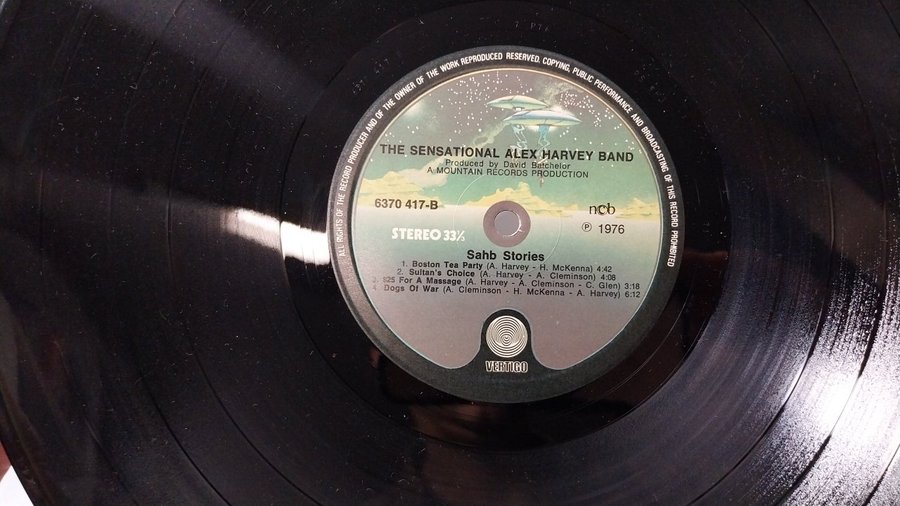 ALL RIGHTS OF THE RECORD PRODUCER AND OF THE OWNER OF THE WORK REPRODUCED RESERVED. COPYING, PUBLIC PERFORMANCE AND BROADCASTING OF THIS RECORD PROHIBITED
THE SENSATIONAL ALEX HARVEY BAND
Produced by David Batchelor
A MOUNTAIN RECORDS PRODUCTION
6370 417-B
ncb
℗ 1976
STEREO 33⅓
Sahb Stories
1. Boston Tea Party (A. Harvey - H. McKenna) 4:42
2. Sultan's Choice (A. Harvey - A. Cleminson) 4:08
3. $25 For A Massage (A. Harvey - A. Cleminson - C. Glen) 3:18
4. Dogs Of War (A. Cleminson - H. McKenna - A. Harvey) 6:12
VERTIGO